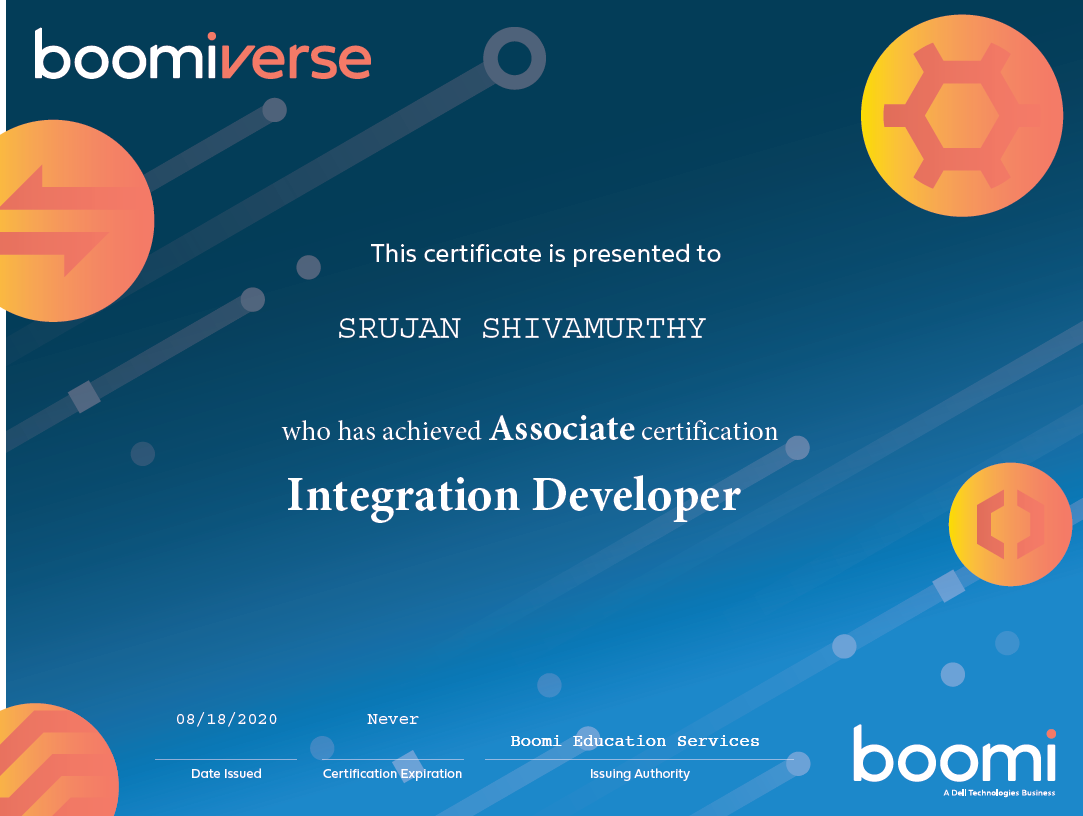 boomiverse
This certificate is presented to
SRUJAN SHIVAMURTHY
who has achieved Associate certification
Integration Developer
08/18/2020
Date Issued
Never
Certification Expiration
Boomi Education Services
Issuing Authority
boomi
A Dell Technologies Business